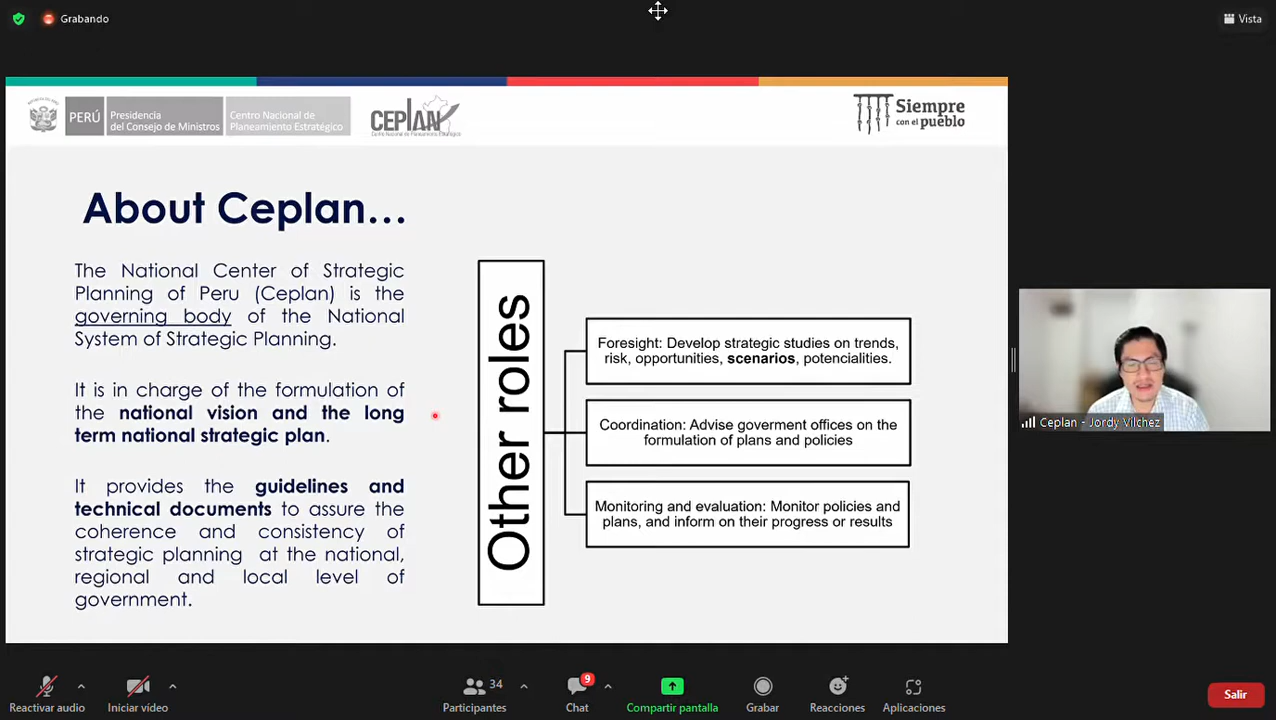 Grabando
Vista
PERÚ
Presidencia
del Consejo de Ministros
Centro Nacional de
Planeamiento Estratégico
CEPLAN
Centro Nacional de Planeamiento Estratégico
Siempre
con el pueblo
About Ceplan…
The National Center of Strategic
Planning of Peru (Ceplan) is the
governing body of the National
System of Strategic Planning.
It is in charge of the formulation of
the national vision and the long
term national strategic plan.
It provides the guidelines and
technical documents to assure the
coherence and consistency of
strategic planning at the national,
regional and local level of
government.
Other roles
Foresight: Develop strategic studies on trends,
risk, opportunities, scenarios, potencialities.
Coordination: Advise goverment offices on the
formulation of plans and policies
Monitoring and evaluation: Monitor policies and
plans, and inform on their progress or results
Ceplan - Jordy Vilchez
Reactivar audio
Iniciar video
34
Participantes
9
Chat
Compartir pantalla
Grabar
Reacciones
Aplicaciones
Salir